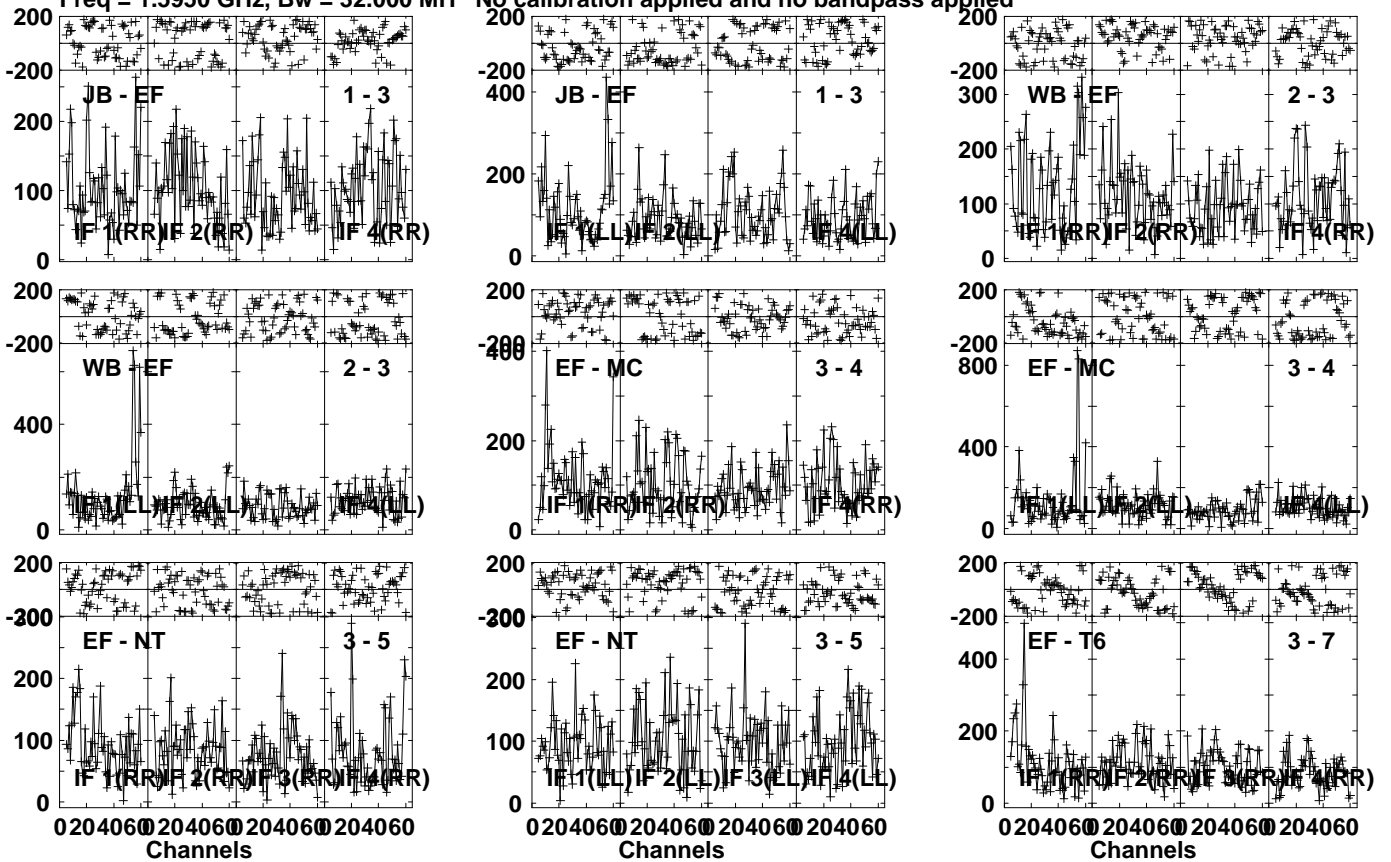 Freq = 1.5950 GHz, Bw = 32.000 MH No calibration applied and no bandpass applied
200
-200
JB - EF
1 - 3
200
100
0
IF 1(RR)
IF 2(RR)
IF 4(RR)
JB - EF
1 - 3
400
200
0
IF 1(LL)
IF 2(LL)
IF 4(LL)
200
-200
WB - EF
2 - 3
300
200
100
0
IF 1(RR)
IF 2(RR)
IF 4(RR)
200
-200
WB - EF
2 - 3
400
0
IF 1(LL)
IF 2(LL)
IF 4(LL)
200
-200
400
EF - MC
3 - 4
200
0
IF 1(RR)
IF 2(RR)
IF 4(RR)
200
-200
EF - MC
3 - 4
800
400
0
IF 1(LL)
IF 2(LL)
IF 4(LL)
200
EF - NT
3 - 5
200
100
0
IF 1(RR)
IF 2(RR)
IF 3(RR)
IF 4(RR)
200
EF - NT
3 - 5
200
100
0
IF 1(LL)
IF 2(LL)
IF 3(LL)
IF 4(LL)
200
-200
EF - T6
3 - 7
400
200
0
IF 1(RR)
IF 2(RR)
IF 3(RR)
IF 4(RR)
0 20 40 60 0 20 40 60 0 20 40 60 0 20 40 60
Channels
0 20 40 60 0 20 40 60 0 20 40 60 0 20 40 60
Channels
0 20 40 60 0 20 40 60 0 20 40 60 0 20 40 60
Channels